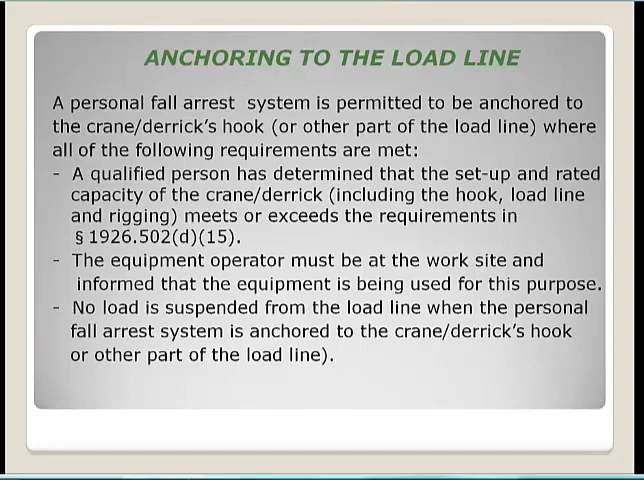 ANCHORING TO THE LOAD LINE
A personal fall arrest system is permitted to be anchored to
the crane/derrick's hook (or other part of the load line) where
all of the following requirements are met:
- A qualified person has determined that the set-up and rated
capacity of the crane/derrick (including the hook, load line
and rigging) meets or exceeds the requirements in
§ 1926.502(d)(15).
- The equipment operator must be at the work site and
informed that the equipment is being used for this purpose.
- No load is suspended from the load line when the personal
fall arrest system is anchored to the crane/derrick's hook
or other part of the load line).